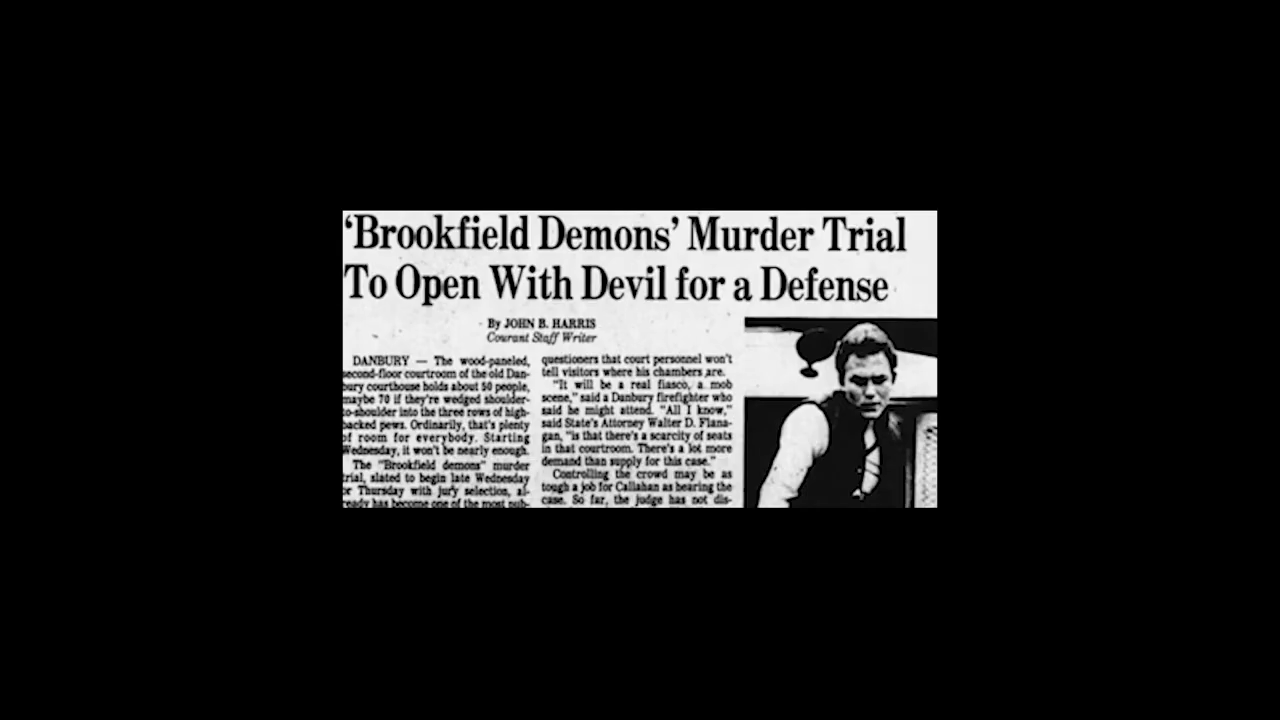 ‘Brookfield Demons’ Murder Trial
To Open With Devil for a Defense
By JOHN B. HARRIS
Courant Staff Writer
DANBURY — The wood-paneled,
second-floor courtroom of the old Dan-
bury courthouse holds about 50 people,
maybe 70 if they're wedged shoulder-
to-shoulder into the three rows of high-
backed pews. Ordinarily, that's plenty
of room for everybody. Starting
Wednesday, it won't be nearly enough.
The "Brookfield demons" murder
trial, slated to begin late Wednesday
or Thursday with jury selection, al-
ready has become one of the most pub-
questioners that court personnel won't
tell visitors where his chambers are.
"It will be a real fiasco, a mob
scene," said a Danbury firefighter who
said he might attend. "All I know,"
said State's Attorney Walter D. Flana-
gan, "is that there's a scarcity of seats
in that courtroom. There's a lot more
demand than supply for this case."
Controlling the crowd may be as
tough a job for Callahan as hearing the
case. So far, the judge has not dis-